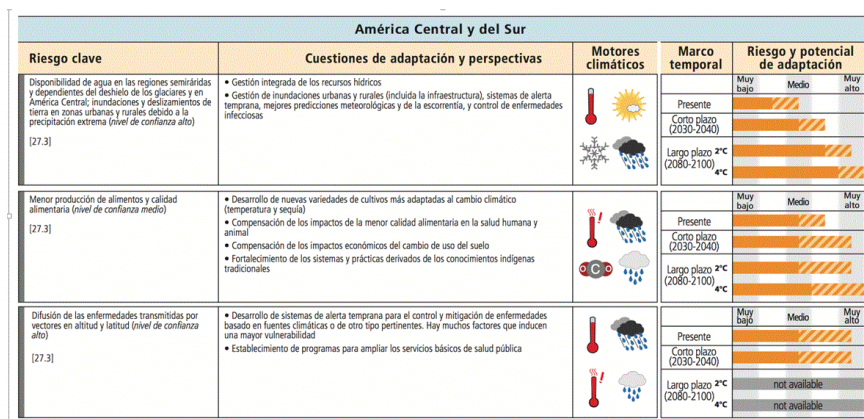 América Central y del Sur
Riesgo clave
Cuestiones de adaptación y perspectivas
Motores
climáticos
Marco
temporal
Riesgo y potencial
de adaptación
Disponibilidad de agua en las regiones semiráridas
y dependientes del deshielo de los glaciares y en
América Central; inundaciones y deslizamientos de
tierra en zonas urbanas y rurales debido a la
precipitación extrema (nivel de confianza alto)
[27.3]
• Gestión integrada de los recursos hídricos
• Gestión de inundaciones urbanas y rurales (incluida la infraestructura), sistemas de alerta
temprana, mejores predicciones meteorológicas y de la escorrentía, y control de enfermedades
infecciosas
Muy
bajo
Medio
Muy
alto
Presente
Corto plazo
(2030-2040)
Largo plazo 2°C
(2080-2100)
4°C
Menor producción de alimentos y calidad
alimentaria (nivel de confianza medio)
[27.3]
• Desarrollo de nuevas variedades de cultivos más adaptadas al cambio climático
(temperatura y sequía)
• Compensación de los impactos de la menor calidad alimentaria en la salud humana y
animal
• Compensación de los impactos económicos del cambio de uso del suelo
• Fortalecimiento de los sistemas y prácticas derivados de los conocimientos indígenas
tradicionales
O C O
Muy
bajo
Medio
Muy
alto
Presente
Corto plazo
(2030-2040)
Largo plazo 2°C
(2080-2100)
4°C
Difusión de las enfermedades transmitidas por
vectores en altitud y latitud (nivel de confianza
alto)
[27.3]
• Desarrollo de sistemas de alerta temprana para el control y mitigación de enfermedades
basado en fuentes climáticas o de otro tipo pertinentes. Hay muchos factores que inducen
una mayor vulnerabilidad
• Establecimiento de programas para ampliar los servicios básicos de salud pública
Muy
bajo
Medio
Muy
alto
Presente
Corto plazo
(2030-2040)
Largo plazo 2°C
(2080-2100)
4°C
not available
not available